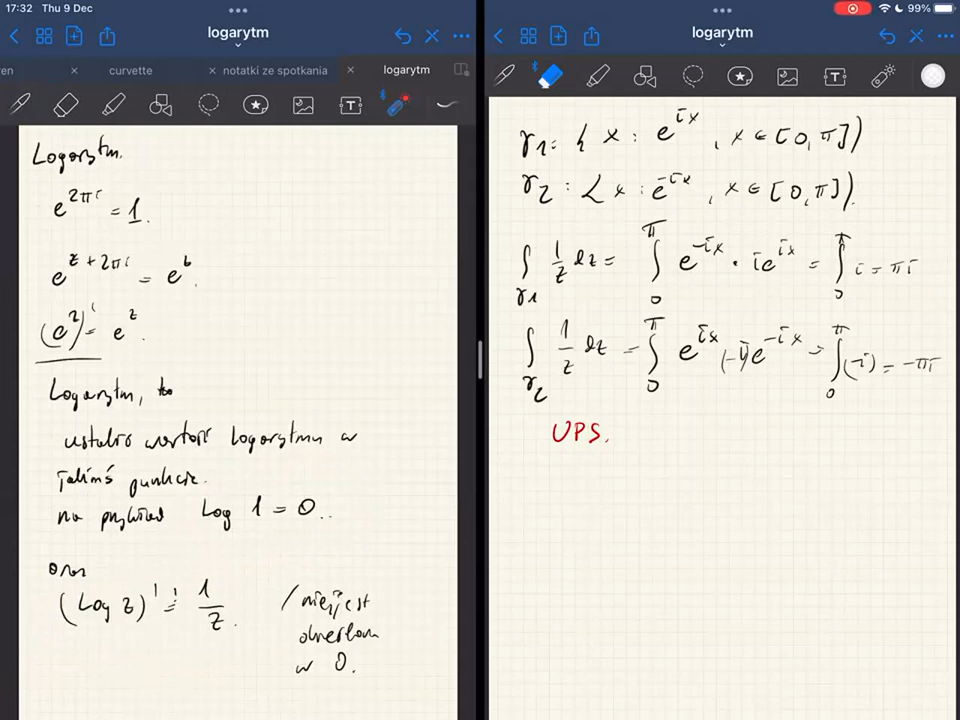 17:32 Thu 9 Dec
99%
logarytm
logarytm
ren
curvette
notatki ze spotkania
logarytm
Logarytm.
e^{2πi} = 1.
e^{z + 2πi} = e^{z}.
(e^z)' = e^z.
Logarytm,
ustalić wartość logarytmu w
jakimś punkcie.
na przykład Log 1 = 0..
oraz
(Log z)' = 1/z.
/ nie jest
określone
w 0.
γ1: { x : e^{ix}, x ∈ [0, π] }
γ2 : { x : e^{-ix}, x ∈ [0, π] }.
∫_{γ1} 1/z dz = ∫_0^π e^{-ix} · i e^{ix} = ∫_0^π i = πi
∫_{γ2} 1/z dz = ∫_0^π e^{ix} (-i) e^{-ix} = ∫_0^π (-i) = -πi
UPS.